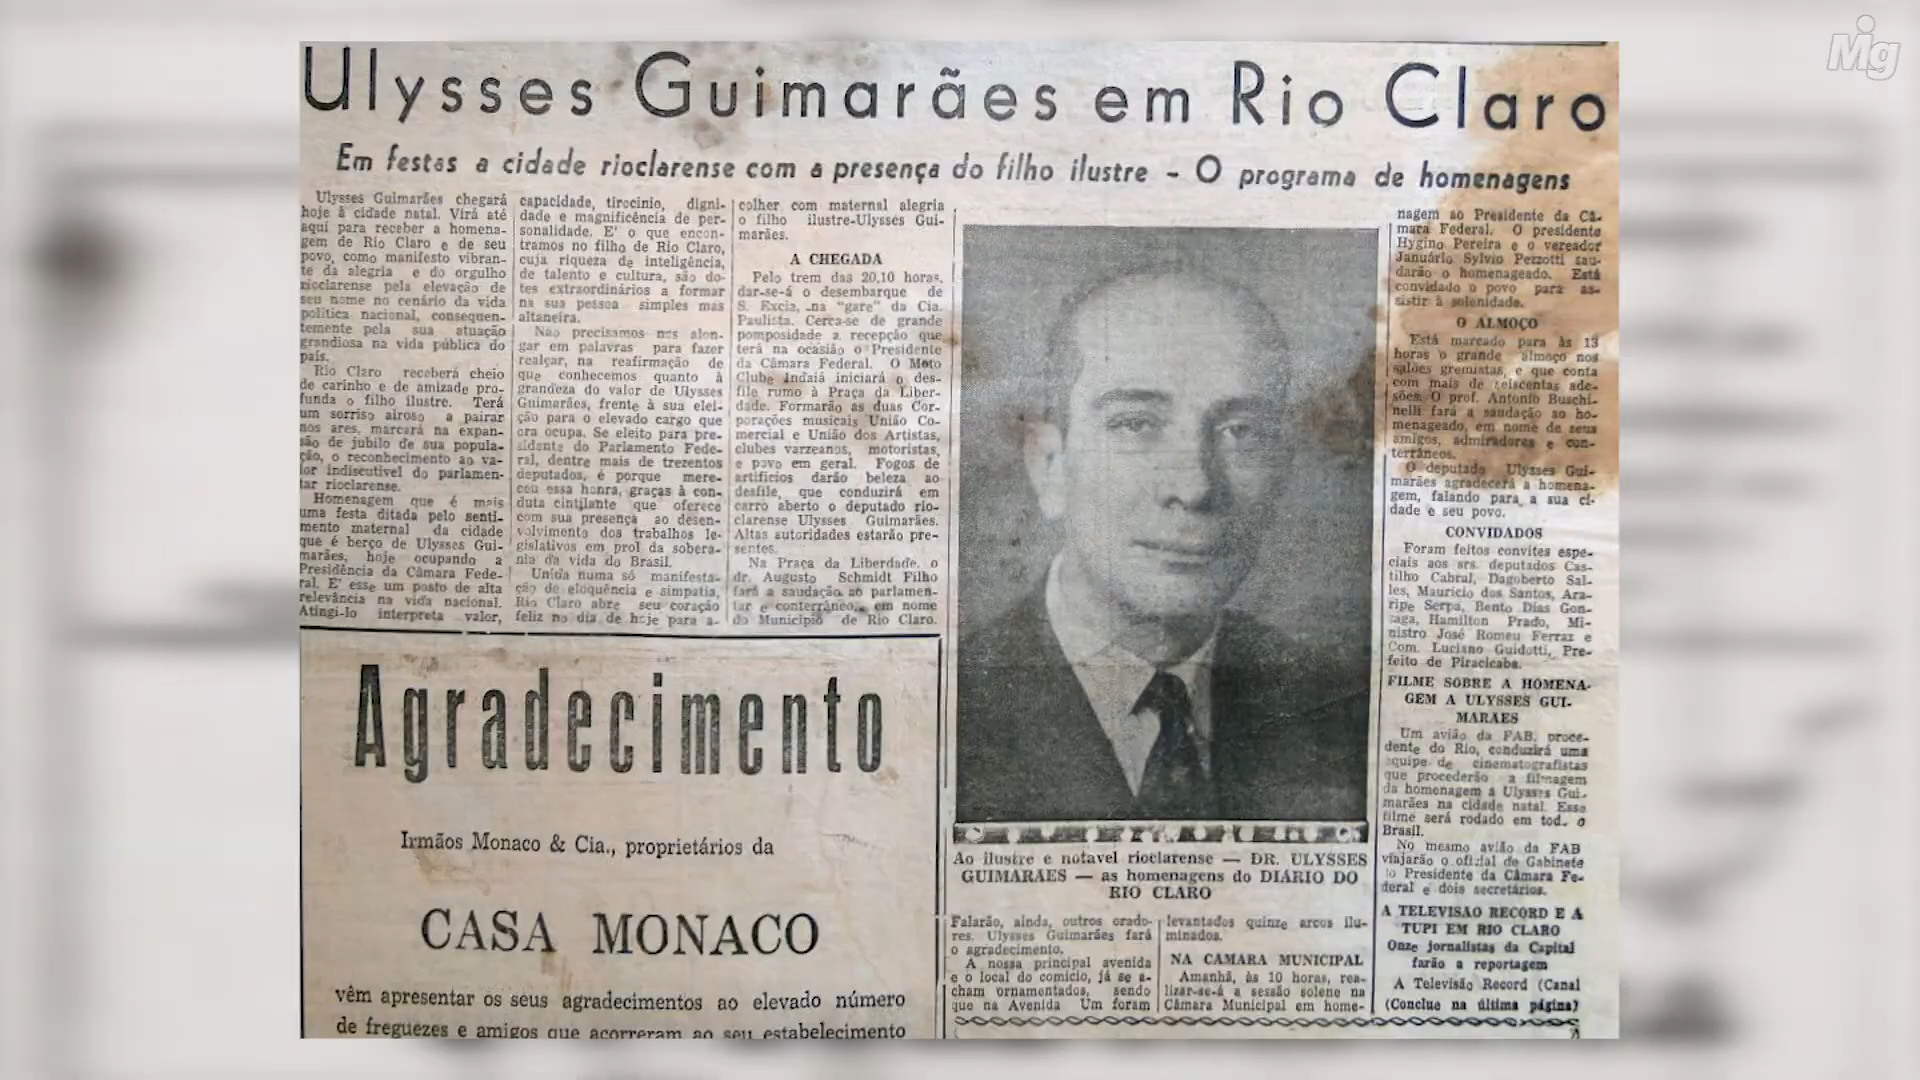 Mig
Ulysses Guimarães em Rio Claro
Em festas a cidade rioclarense com a presença do filho ilustre - O programa de homenagens
Ulysses Guimarães chegará
hoje à cidade natal. Virá até
aqui para receber a homena-
gem de Rio Claro e de seu
povo, como manifesto vibran-
te da alegria e do orgulho
rioclarense pela elevação de
seu nome no cenário da vida
política nacional, consequen-
temente pela sua atuação
grandiosa na vida pública do
país.
Rio Claro receberá cheio
de carinho e de amizade pro-
funda o filho ilustre. Terá
um sorriso airoso a pairar
nos ares, marcará na expan-
são de jubilo de sua popula-
ção, o reconhecimento ao va-
lor indiscutivel do parlamen-
tar rioclarense.
Homenagem que é mais
uma festa ditada pelo senti-
mento maternal da cidade
que é berço de Ulysses Gui-
marães, hoje ocupando a
Presidência da Câmara Fede-
ral. E' esse um posto de alta
relevância na vida nacional.
Atingi-lo interpreta valor,
capacidade, tirocinio, digni-
dade e magnificência de per-
sonalidade. E' o que encon-
tramos no filho de Rio Claro,
cuja riqueza de inteligência,
de talento e cultura, são do-
tes extraordinários a formar
na sua pessoa simples mas
altaneira.
Não precisamos nos alon-
gar em palavras para fazer
realçar, na reafirmação de
que conhecemos quanto à
grandeza do valor de Ulysses
Guimarães, frente à sua elei-
ção para o elevado cargo que
ora ocupa. Se eleito para pre-
sidente do Parlamento Fede-
ral, dentre mais de trezentos
deputados, é porque mere-
ceu essa honra, graças à con-
duta cintilante que oferece
com sua presença ao desen-
volvimento dos trabalhos le-
gislativos em prol da sobera-
nia da vida do Brasil.
Unida numa só manifesta-
ção de eloquência e simpatia,
Rio Claro abre seu coração
feliz no dia de hoje para a-
colher com maternal alegria
o filho ilustre-Ulysses Gui-
marães.
A CHEGADA
Pelo trem das 20,10 horas,
dar-se-á o desembarque de
S. Excia, na "gare" da Cia.
Paulista. Cerca-se de grande
pomposidade a recepção que
terá na ocasião o Presidente
da Câmara Federal. O Moto
Clube Indaiá iniciará o des-
file rumo à Praça da Liber-
dade. Formarão as duas Cor-
porações musicais União Co-
mercial e União dos Artistas,
clubes varzeanos, motoristas,
e povo em geral. Fogos de
artifícios darão beleza ao
desfile, que conduzirá em
carro aberto o deputado rio-
clarense Ulysses Guimarães.
Altas autoridades estarão pre-
sentes.
Na Praça da Liberdade, o
dr. Augusto Schmidt Filho
fará a saudação ao parlamen-
tar e conterrâneo, em nome
do Municipio de Rio Claro.
Ao ilustre e notavel rioclarense — DR. ULYSSES
GUIMARAES — as homenagens do DIÁRIO DO
RIO CLARO
Falarão, ainda, outros orado-
res. Ulysses Guimarães fará
o agradecimento.
A nossa principal avenida
e o local do comício, já se a-
cham ornamentados, sendo
que na Avenida Um foram
levantados quinze arcos ilu-
minados.
NA CAMARA MUNICIPAL
Amanhã, às 10 horas, rea-
lizar-se-á a sessão solene na
Câmara Municipal em home-
nagem ao Presidente da Câ-
mara Federal. O presidente
Hygino Pereira e o vereador
Januário Sylvio Pezzotti sau-
darão o homenageado. Está
convidado o povo para as-
sistir à solenidade.
O ALMOÇO
Está marcado para às 13
horas o grande almoço nos
salões gremistas, e que conta
com mais de seiscentas ade-
sões. O prof. Antonio Buschi-
nelli fará a saudação ao ho-
menageado, em nome de seus
amigos, admiradores e con-
terrâneos.
O deputado Ulysses Gui-
marães agradecerá a homena-
gem, falando para a sua ci-
dade e seu povo.
CONVIDADOS
Foram feitos convites espe-
ciais aos srs. deputados Cas-
tilho Cabral, Dagoberto Sal-
les, Mauricio dos Santos, Ara-
ripe Serpa, Bento Dias Gon-
zaga, Hamilton Prado, Mi-
nistro José Romeu Ferraz e
Com. Luciano Guidotti, Pre-
feito de Piracicaba.
FILME SOBRE A HOMENA-
GEM A ULYSSES GUI-
MARAES
Um avião da FAB, proce-
dente do Rio, conduzirá uma
equipe de cinematografistas
que procederão a filmagem
da homenagem a Ulysses Gui-
marães na cidade natal. Esse
filme será rodado em tod. o
Brasil.
No mesmo avião da FAB
viajarão o oficial de Gabinete
do Presidente da Câmara Fe-
deral e dois secretários.
A TELEVISAO RECORD E A
TUPI EM RIO CLARO
Onze jornalistas da Capital
farão a reportagem
A Televisão Record (Canal
(Conclue na última página)
Agradecimento
Irmãos Monaco & Cia., proprietários da
CASA MONACO
vêm apresentar os seus agradecimentos ao elevado número
de freguezes e amigos que acorreram ao seu estabelecimento